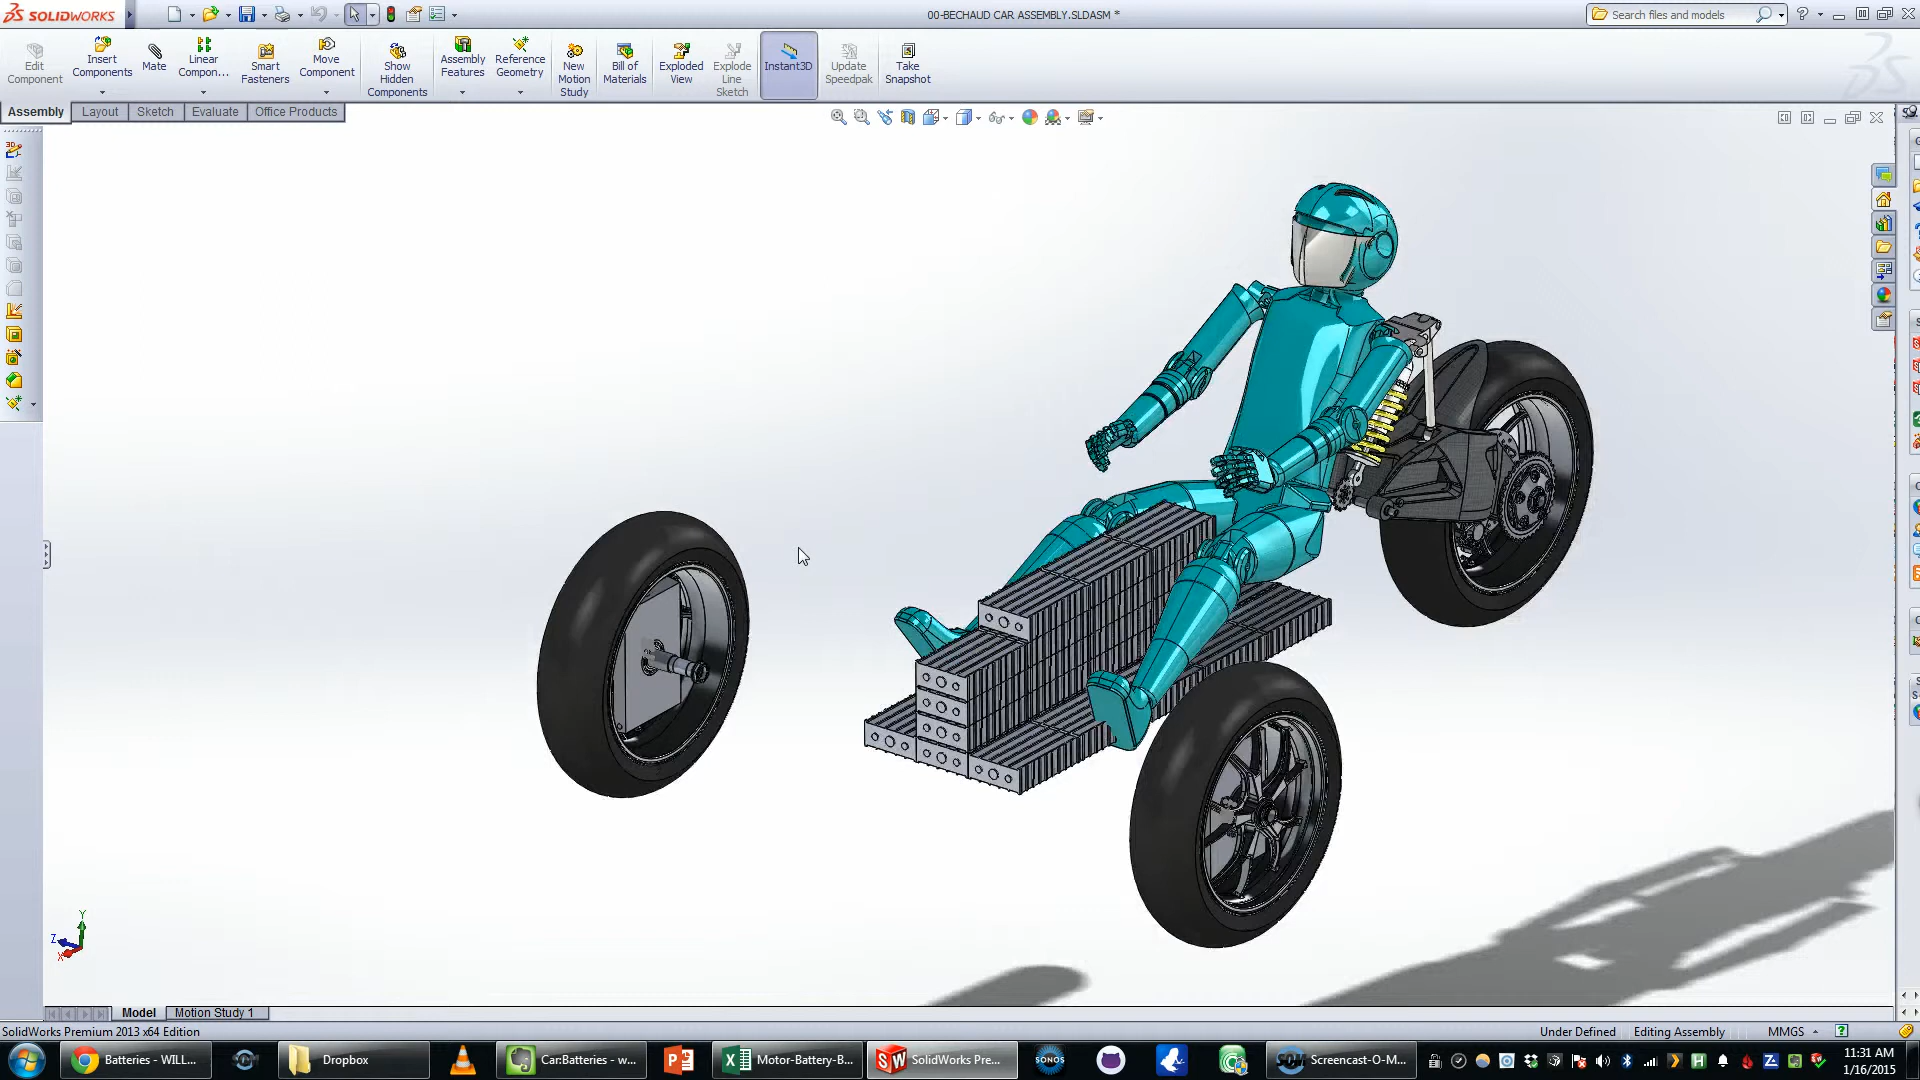 SOLIDWORKS
00-BECHAUD CAR ASSEMBLY.SLDASM *
Search files and models
Edit Component
Insert Components
Mate
Linear Compon...
Smart Fasteners
Move Component
Show Hidden Components
Assembly Features
Reference Geometry
New Motion Study
Bill of Materials
Exploded View
Explode Line Sketch
Instant3D
Update Speedpak
Take Snapshot
Assembly
Layout
Sketch
Evaluate
Office Products
Y
Z
X
Model
Motion Study 1
SolidWorks Premium 2013 x64 Edition
Under Defined
Editing Assembly
MMGS
Batteries - WILL...
Dropbox
Car:Batteries - w...
Motor-Battery-B...
SolidWorks Pre...
SONOS
Screencast-O-M...
11:31 AM
1/16/2015